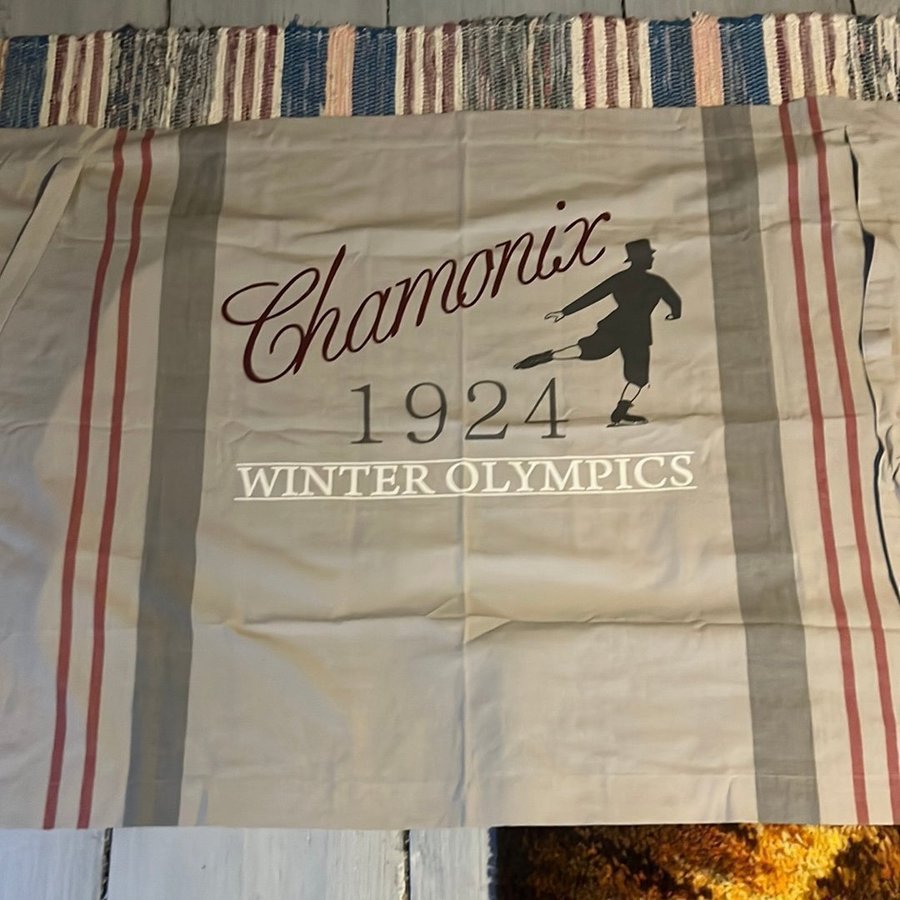 Chamonix
1924
WINTER OLYMPICS